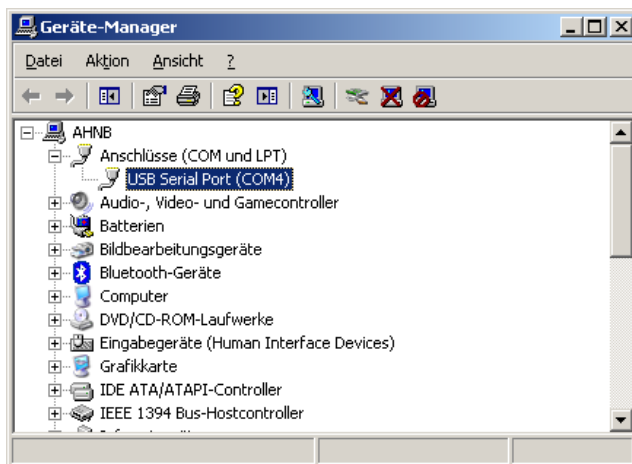 Geräte-Manager
Datei Aktion Ansicht ?
AHNB
Anschlüsse (COM und LPT)
USB Serial Port (COM4)
Audio-, Video- und Gamecontroller
Batterien
Bildbearbeitungsgeräte
Bluetooth-Geräte
Computer
DVD/CD-ROM-Laufwerke
Eingabegeräte (Human Interface Devices)
Grafikkarte
IDE ATA/ATAPI-Controller
IEEE 1394 Bus-Hostcontroller